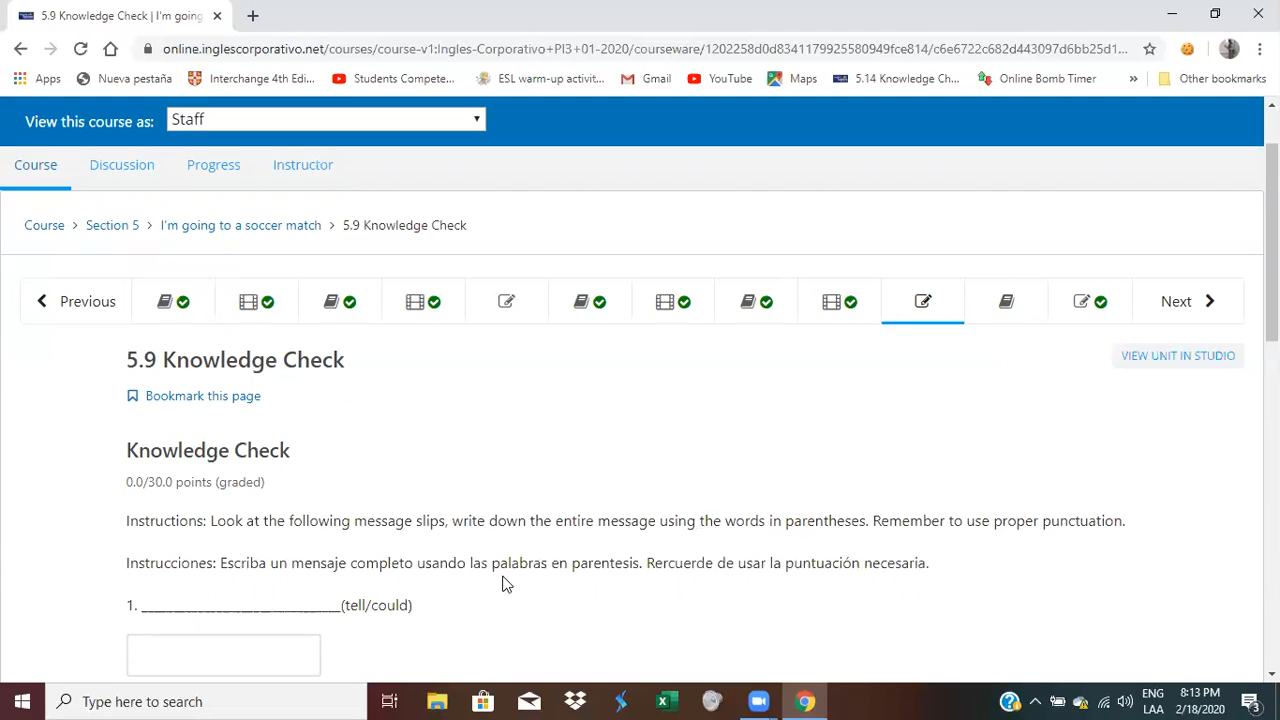 5.9 Knowledge Check | I'm going
online.inglescorporativo.net/courses/course-v1:Ingles-Corporativo+PI3+01-2020/courseware/1202258d0d8341179925580949fce814/c6e6722c682d443097d6bb25d1...
Apps Nueva pestaña Interchange 4th Edi... Students Compete... ESL warm-up activit... Gmail YouTube Maps 5.14 Knowledge Ch... Online Bomb Timer » Other bookmarks
View this course as: Staff
Course Discussion Progress Instructor
Course > Section 5 > I'm going to a soccer match > 5.9 Knowledge Check
Previous Next
5.9 Knowledge Check
VIEW UNIT IN STUDIO
Bookmark this page
Knowledge Check
0.0/30.0 points (graded)
Instructions: Look at the following message slips, write down the entire message using the words in parentheses. Remember to use proper punctuation.
Instrucciones: Escriba un mensaje completo usando las palabras en parentesis. Rercuerde de usar la puntuación necesaria.
1. ______________________________(tell/could)
Type here to search
ENG 8:13 PM
LAA 2/18/2020
3